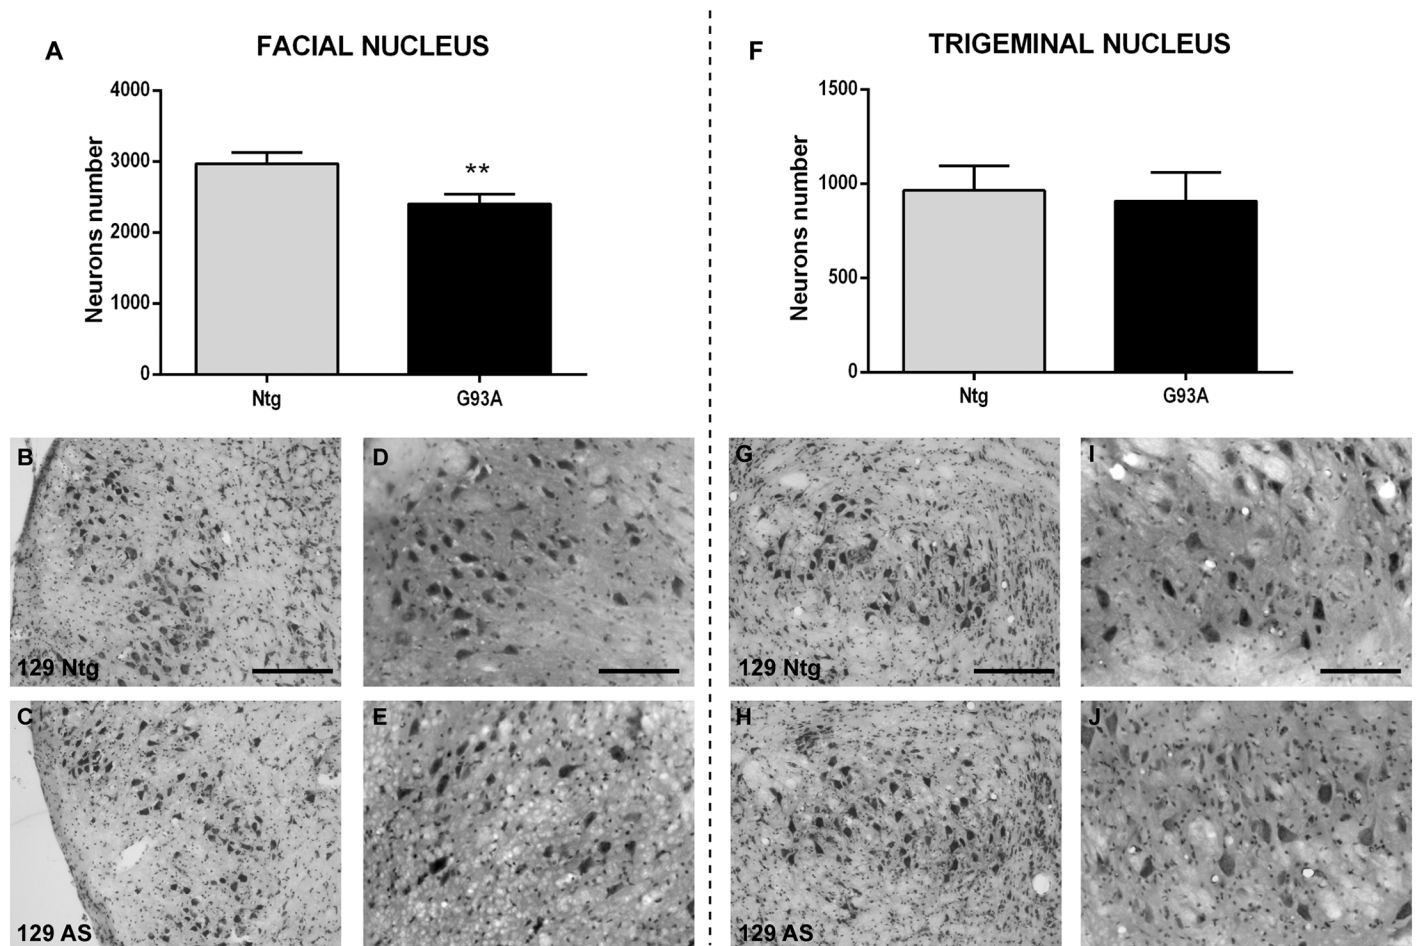 A
FACIAL NUCLEUS
4000
3000
2000
1000
0
Neurons number
**
Ntg
G93A
B
129 Ntg
D
C
129 AS
E
F
TRIGEMINAL NUCLEUS
1500
1000
500
0
Neurons number
Ntg
G93A
G
129 Ntg
I
H
129 AS
J